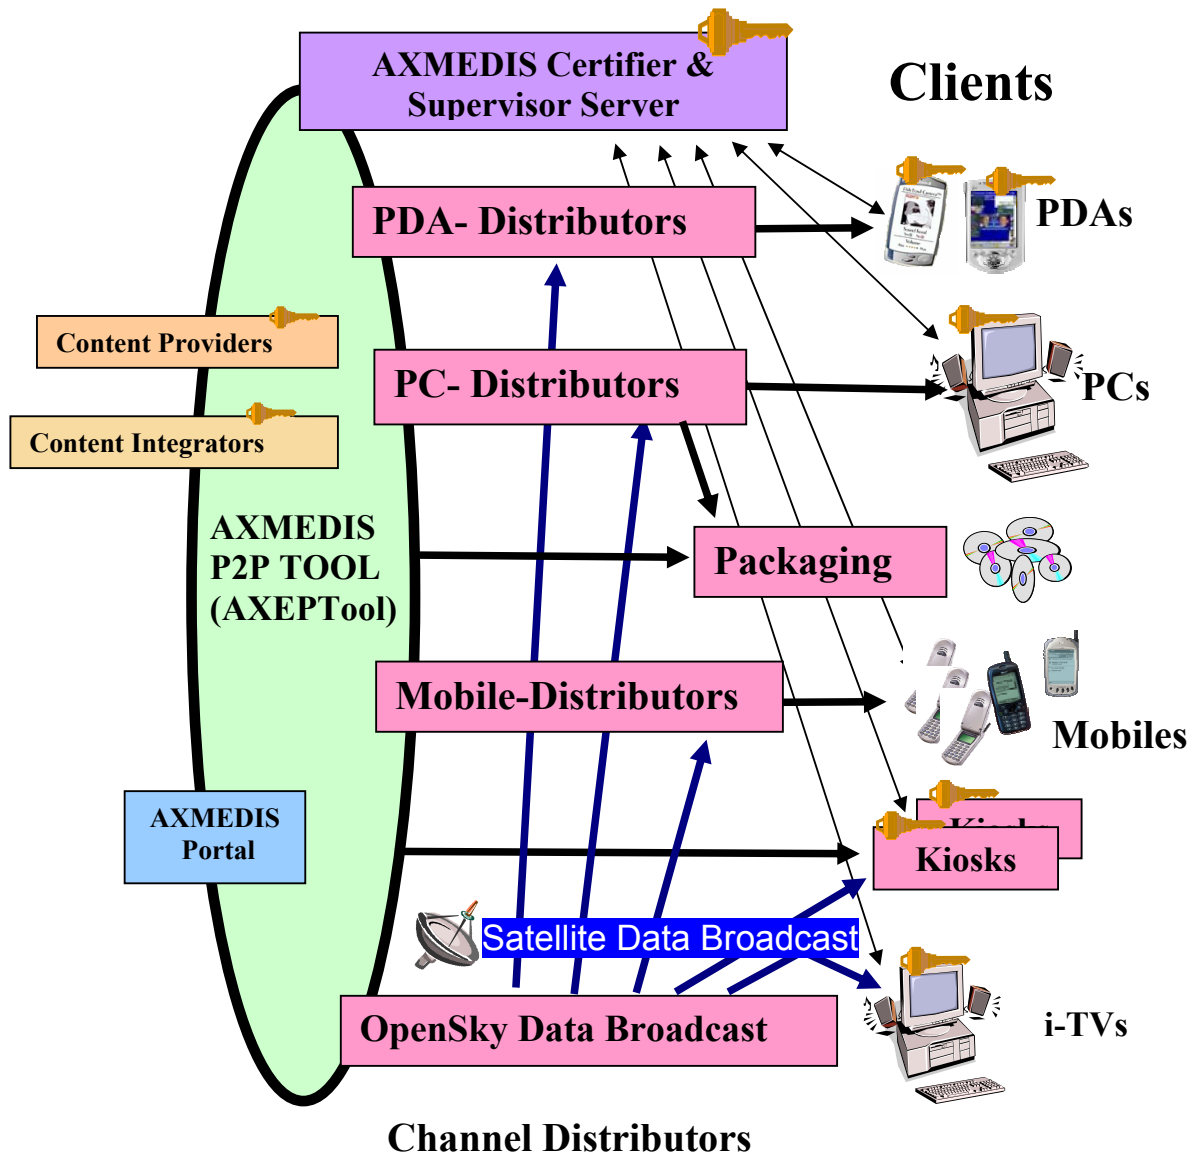 AXMEDIS Certifier &
Supervisor Server
Clients
PDA- Distributors
PDAs
Content Providers
PC- Distributors
PCs
Content Integrators
AXMEDIS
P2P TOOL
(AXEPTool)
Packaging
Mobile-Distributors
Mobiles
AXMEDIS
Portal
Kiosks
Kiosks
Satellite Data Broadcast
OpenSky Data Broadcast
i-TVs
Channel Distributors